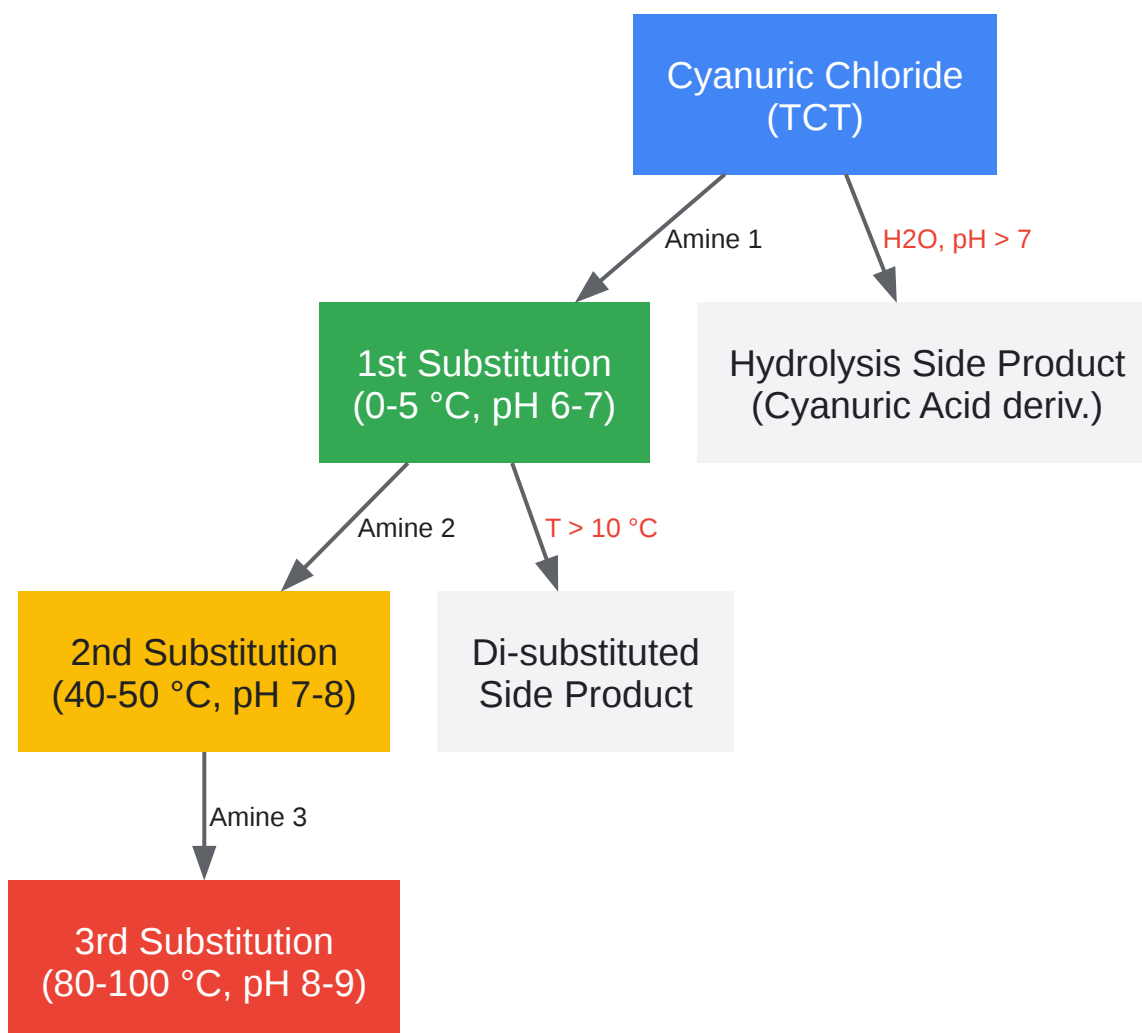 Cyanuric Chloride
(TCT)
Amine 1
H2O, pH > 7
1st Substitution
(0-5 °C, pH 6-7)
Hydrolysis Side Product
(Cyanuric Acid deriv.)
Amine 2
T > 10 °C
2nd Substitution
(40-50 °C, pH 7-8)
Di-substituted
Side Product
Amine 3
3rd Substitution
(80-100 °C, pH 8-9)